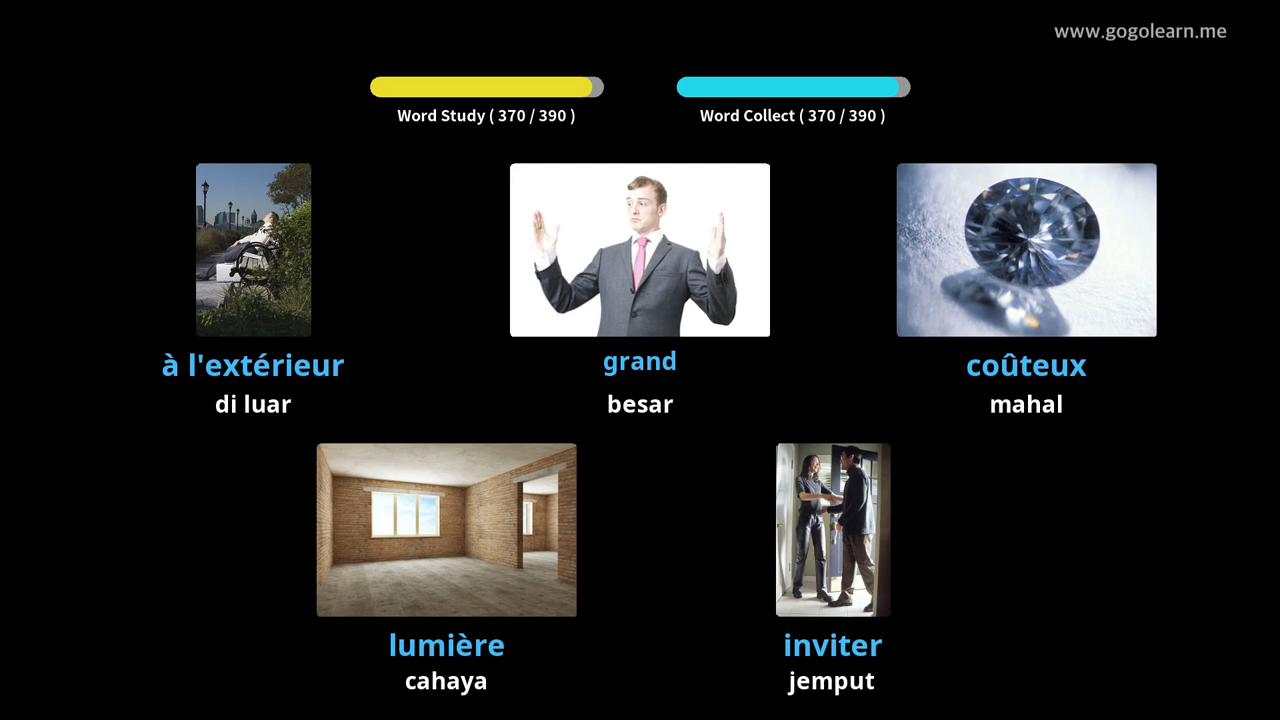 www.gogolearn.me
Word Study ( 370 / 390 )
Word Collect ( 370 / 390 )
à l'extérieur
di luar
grand
besar
coûteux
mahal
lumière
cahaya
inviter
jemput